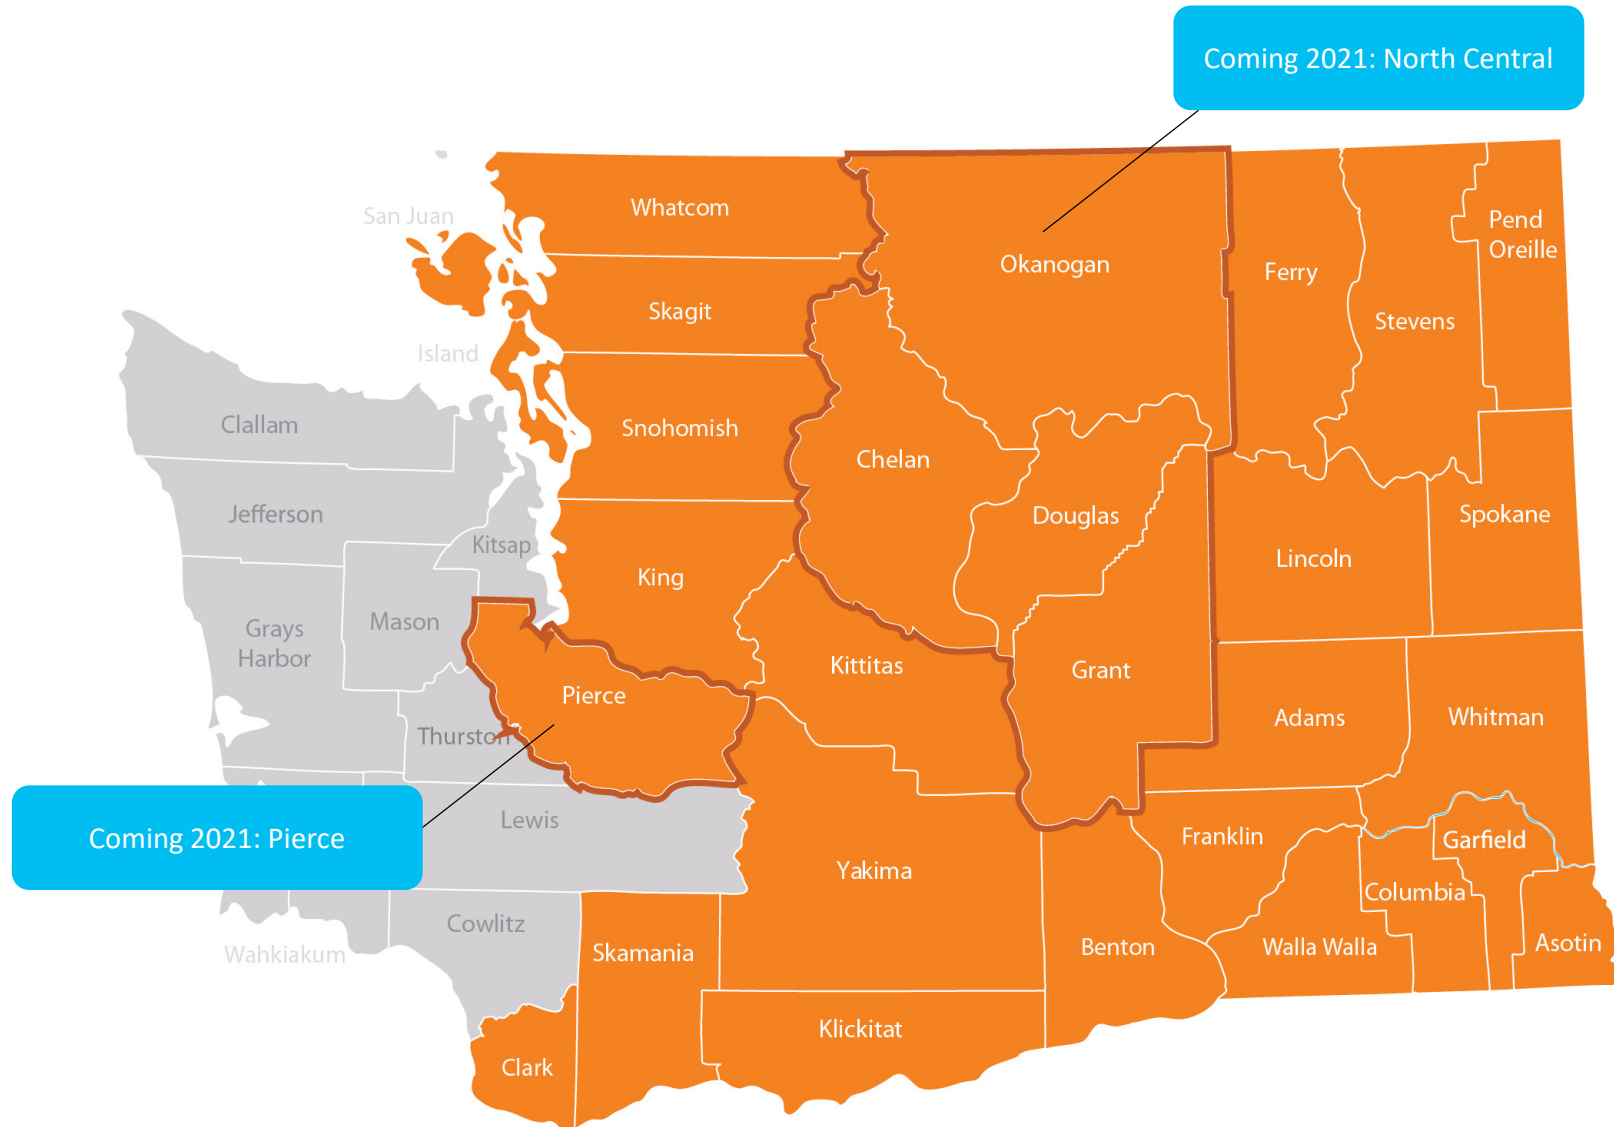 Coming 2021: North Central
Whatcom
San Juan
Okanogan
Pend
Oreille
Ferry
Skagit
Stevens
Island
Clallam
Snohomish
Chelan
Jefferson
Kitsap
Douglas
Spokane
Lincoln
King
Mason
Grays
Harbor
Kittitas
Grant
Pierce
Adams
Whitman
Thurston
Coming 2021: Pierce
Lewis
Franklin
Garfield
Yakima
Columbia
Cowlitz
Wahkiakum
Skamania
Benton
Walla Walla
Asotin
Klickitat
Clark